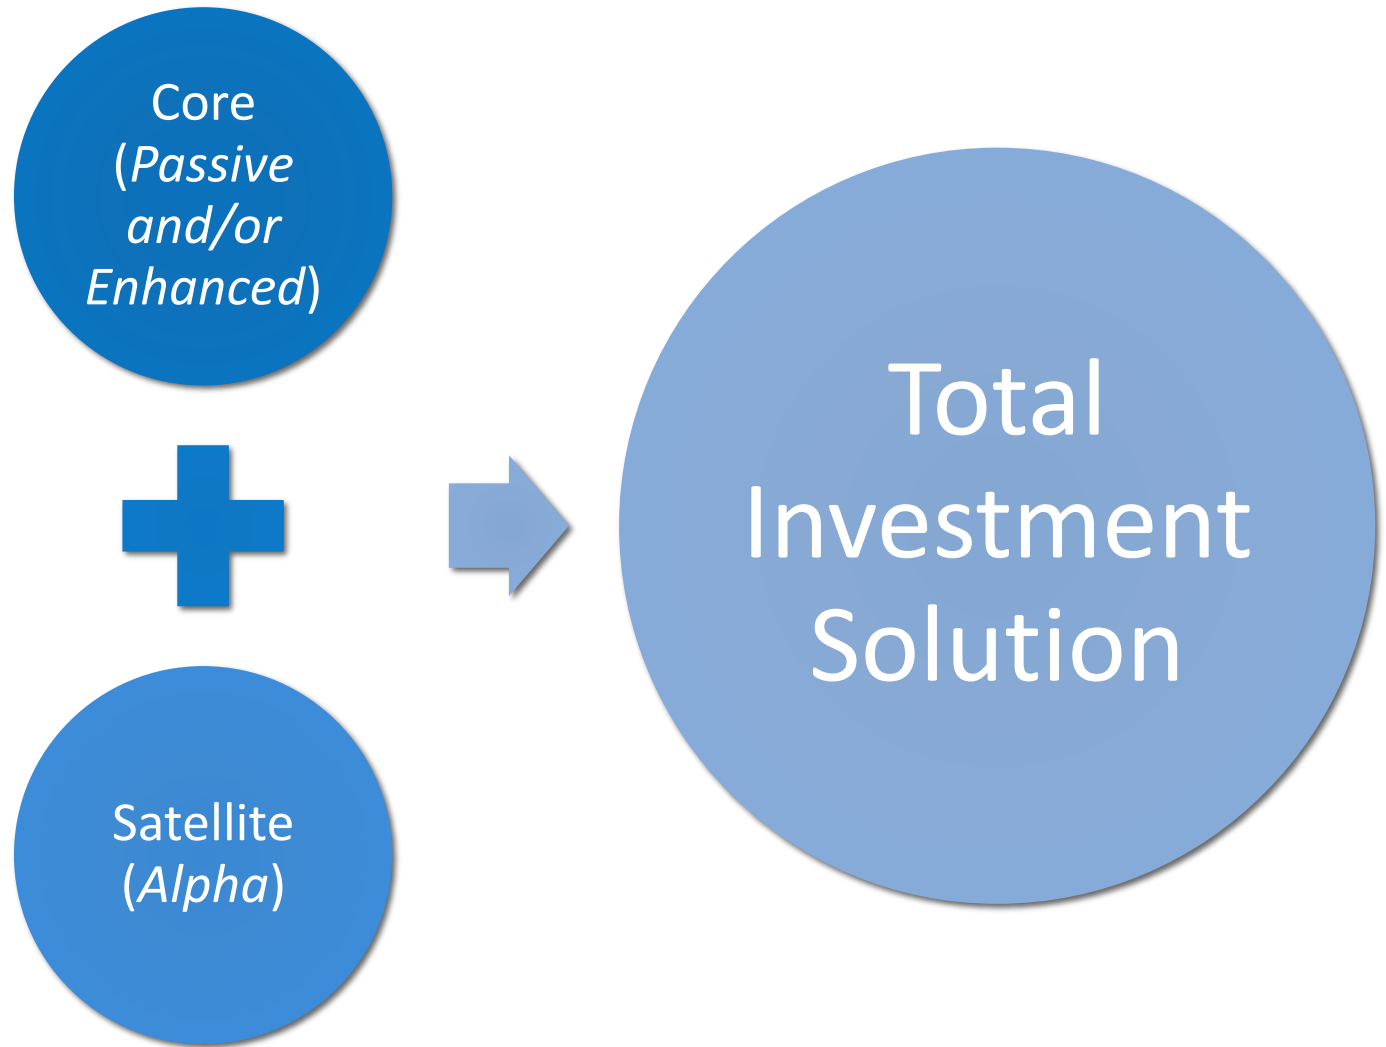 Core
(Passive
and/or
Enhanced)
Satellite
(Alpha)
Total
Investment
Solution